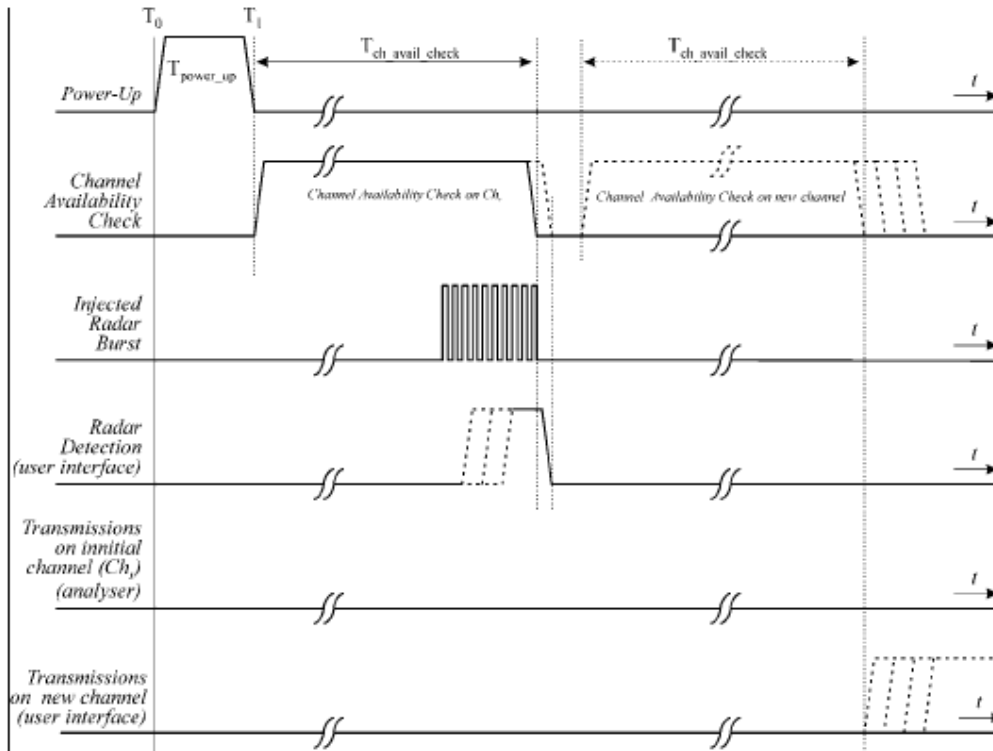 T0 T1
Tch_avail_check Tch_avail_check
Tpower_up
Power-Up
t
Channel
Availability
Check
Channel Availability Check on Chr
Channel Availability Check on new channel
t
Injected
Radar
Burst
t
Radar
Detection
(user interface)
t
Transmissions
on innitial
channel (Chr)
(analyser)
t
Transmissions
on new channel
(user interface)
t